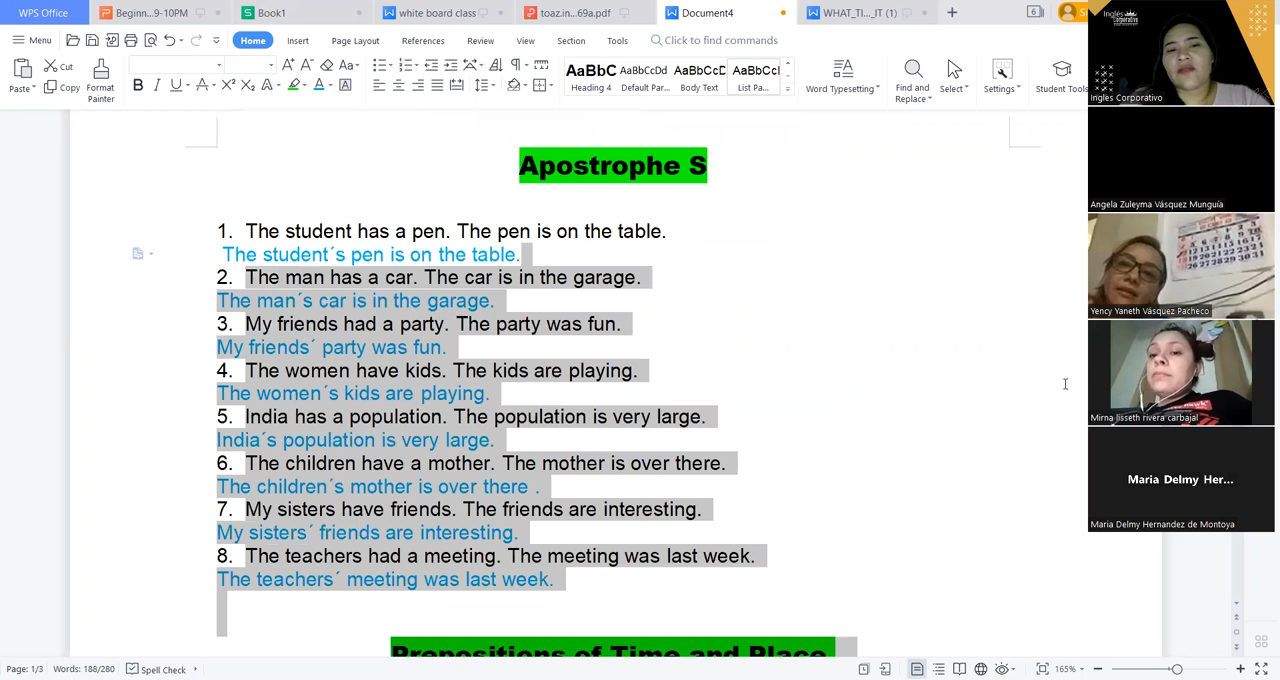 WPS Office
Beginn...9-10PM
Book1
white board class
toaz.in...69a.pdf
Document4
WHAT_TI..._IT (1)
Menu
Home
Insert
Page Layout
References
Review
View
Section
Tools
Click to find commands
Paste
Cut
Copy
Format Painter
AaBbC
Heading 4
AaBbCcDd
Default Par...
AaBbCcD
Body Text
AaBbCcI
List Pa...
Word Typesetting
Find and Replace
Select
Settings
Student Tools
Apostrophe S
1. The student has a pen. The pen is on the table.
The student´s pen is on the table.
2. The man has a car. The car is in the garage.
The man´s car is in the garage.
3. My friends had a party. The party was fun.
My friends´ party was fun.
4. The women have kids. The kids are playing.
The women´s kids are playing.
5. India has a population. The population is very large.
India´s population is very large.
6. The children have a mother. The mother is over there.
The children´s mother is over there .
7. My sisters have friends. The friends are interesting.
My sisters´ friends are interesting.
8. The teachers had a meeting. The meeting was last week.
The teachers´ meeting was last week.
Prepositions of Time and Place
Page: 1/3
Words: 188/280
Spell Check
165%
Inglés Corporativo
Ingles Corporativo
Angela Zuleyma Vásquez Munguía
Yency Yaneth Vásquez Pacheco
Mirna lisseth rivera carbajal
Maria Delmy Her...
Maria Delmy Hernandez de Montoya